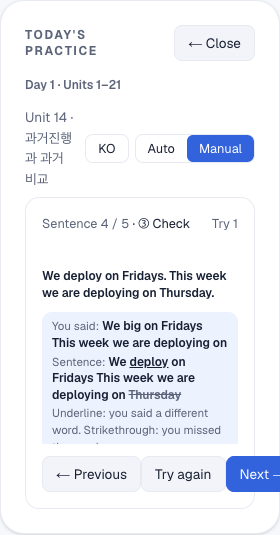 TODAY'S
PRACTICE
← Close
Day 1 · Units 1–21
Unit 14 ·
과거진행
과 과거
비교
KO
Auto
Manual
Sentence 4 / 5 · ③ Check
Try 1
We deploy on Fridays. This week
we are deploying on Thursday.
You said: We big on Fridays
This week we are deploying on
Sentence: We deploy on
Fridays This week we are
deploying on Thursday
Underline: you said a different
word. Strikethrough: you missed
← Previous
Try again
Next